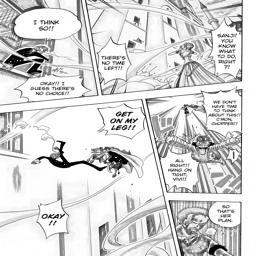 SANJI!
YOU
KNOW
WHAT
TO DO,
RIGHT
?!
I THINK
SO!!
THERE'S
NO TIME
LEFT!!
OKAY!! I
GUESS THERE'S
NO CHOICE!!
WE DON'T
HAVE TIME
TO THINK
ABOUT THIS!!
C'MON,
CHOPPER!!
ALL
RIGHT!!
HANG ON
TIGHT,
VIVI!!
GET
ON MY
LEG!!
OKAY
!!
SO
THAT'S
HER
PLAN.